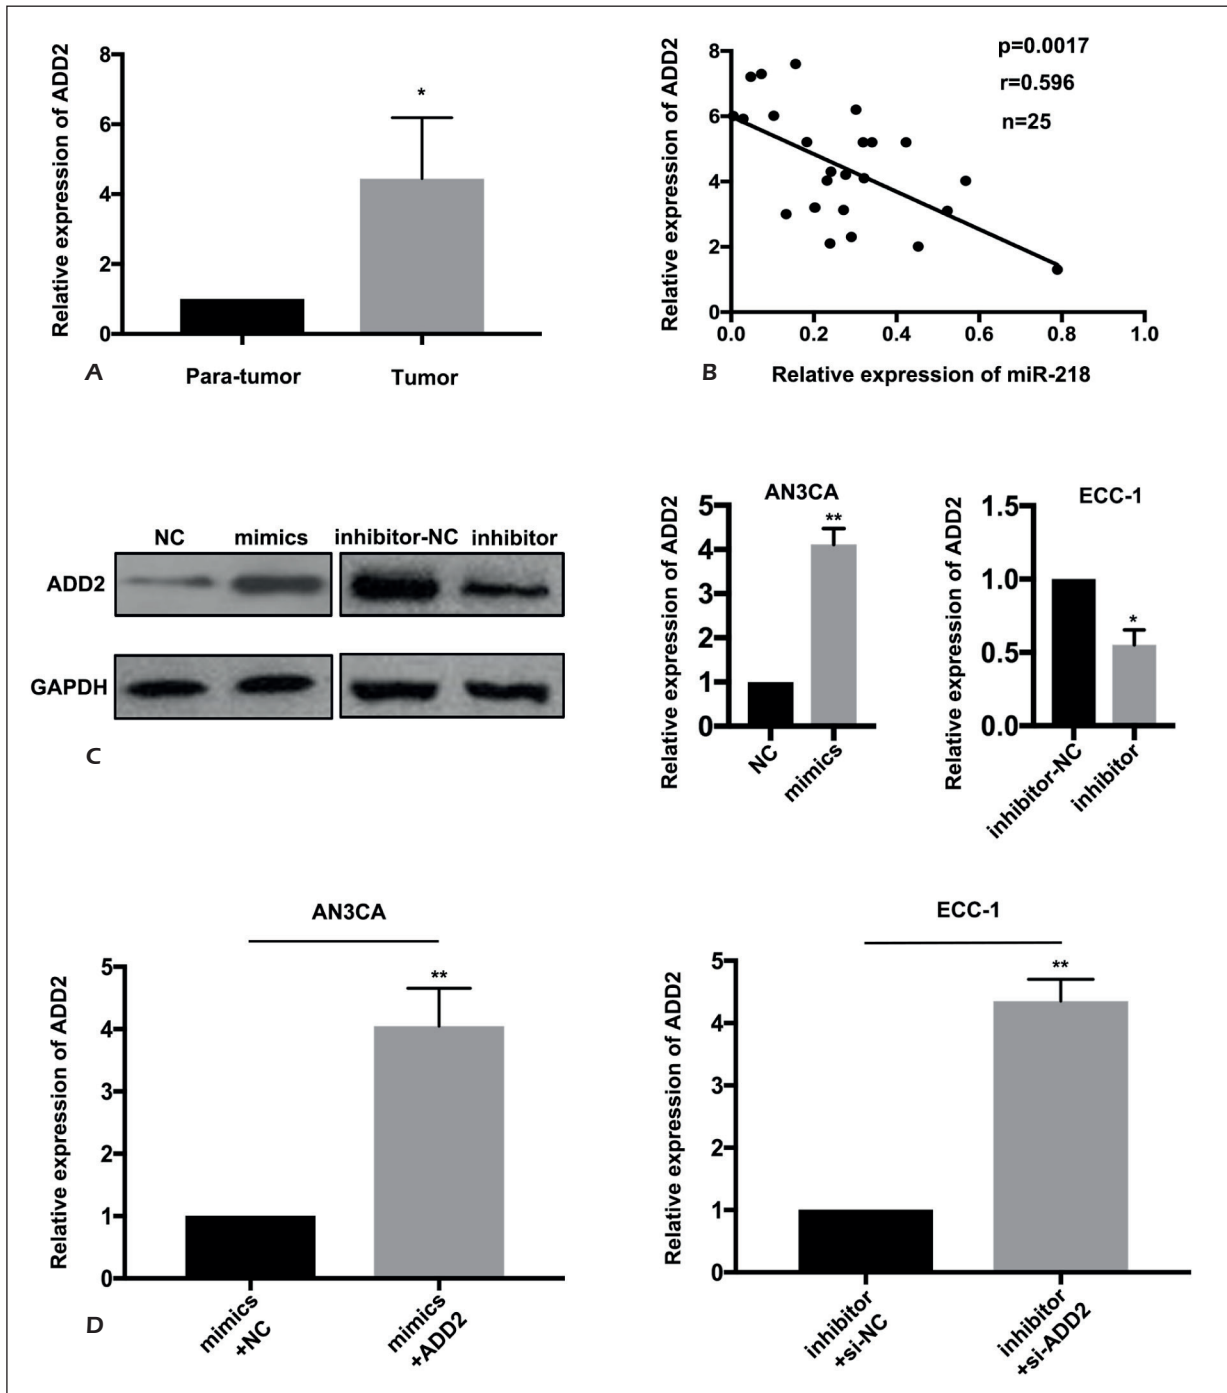 Relative expression of ADD2
8
6
4
2
0
*
Para-tumor
Tumor
A
Relative expression of ADD2
8
6
4
2
0
p=0.0017
r=0.596
n=25
0.0 0.2 0.4 0.6 0.8 1.0
B
Relative expression of miR-218
NC mimics inhibitor-NC inhibitor
ADD2
GAPDH
C
AN3CA
Relative expression of ADD2
5
4
3
2
1
0
**
NC
mimics
ECC-1
Relative expression of ADD2
1.5
1.0
0.5
0.0
*
inhibitor-NC
inhibitor
AN3CA
Relative expression of ADD2
5
4
3
2
1
0
**
mimics
+NC
mimics
+ADD2
D
ECC-1
Relative expression of ADD2
5
4
3
2
1
0
**
inhibitor
+si-NC
inhibitor
+si-ADD2